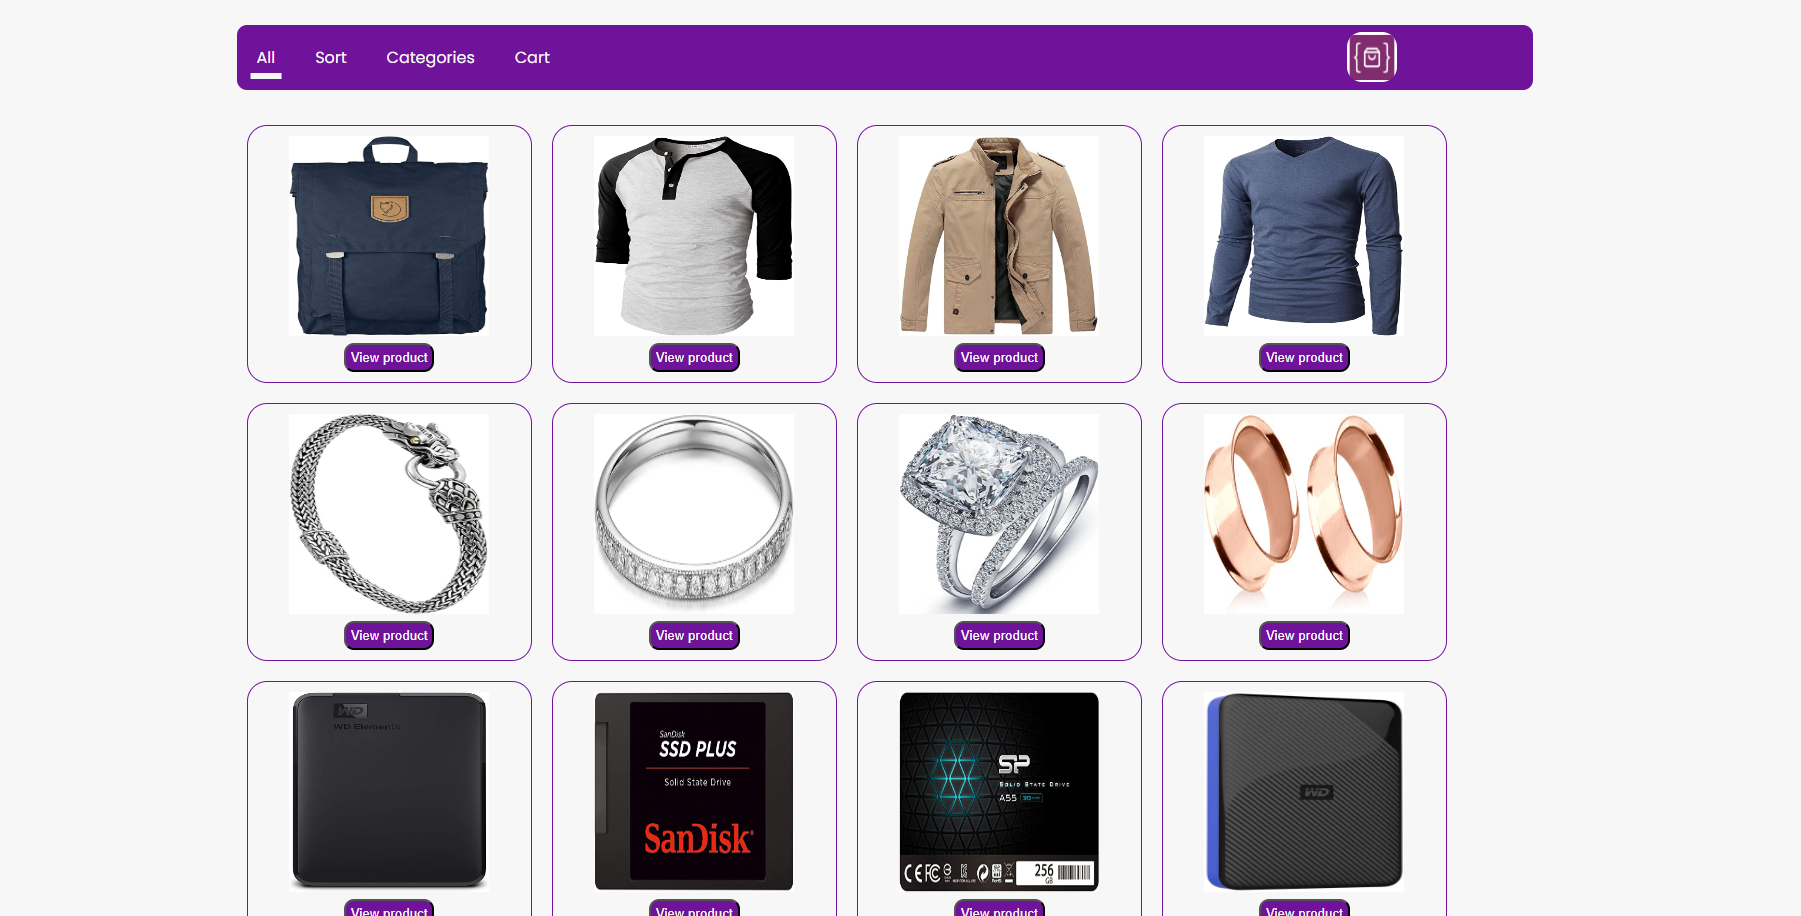 All Sort Categories Cart
View product View product View product View product
View product View product View product View product
WD
WD Elements
SanDisk
SSD PLUS
Solid State Drive
SanDisk
SP
SOLID STATE DRIVE
A55
256
GB
WD
View product View product View product View product